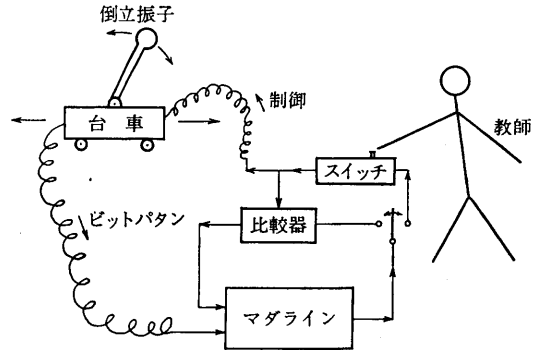 倒立振子
制御
台車
教師
スイッチ
ビットパタン
比較器
マダライン